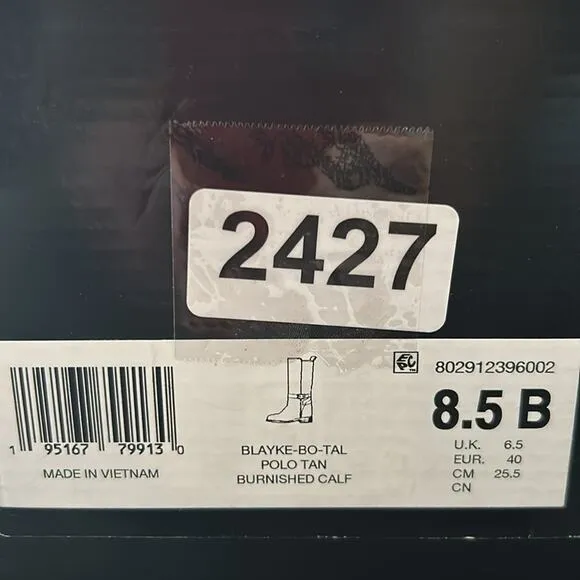 2427
802912396002
8.5 B
U.K. 6.5
EUR. 40
CM 25.5
CN
BLAYKE-BO-TAL
POLO TAN
BURNISHED CALF
1 95167 79913 0
MADE IN VIETNAM